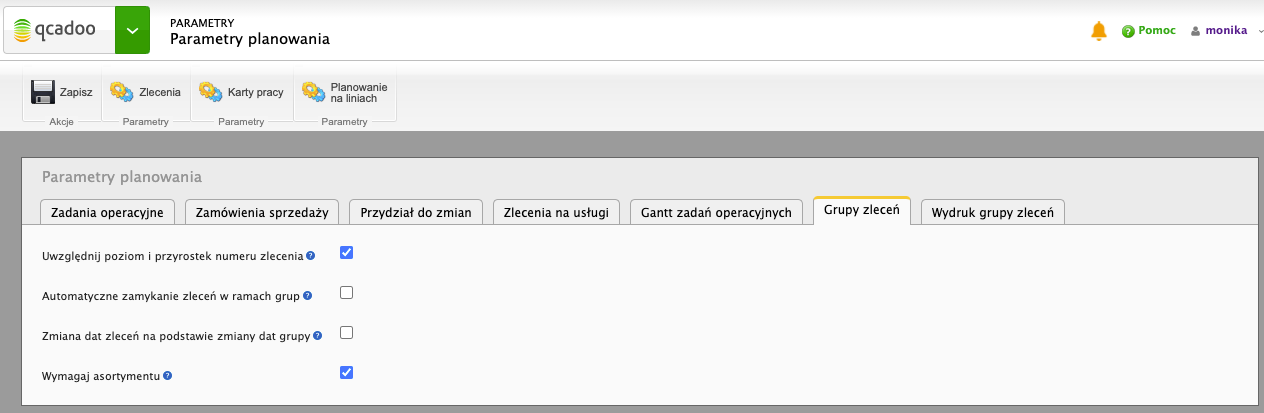 qcadoo
PARAMETRY
Parametry planowania
Pomoc
monika
Zapisz
Akcje
Zlecenia
Parametry
Karty pracy
Parametry
Planowanie
na liniach
Parametry
Parametry planowania
Zadania operacyjne
Zamówienia sprzedaży
Przydział do zmian
Zlecenia na usługi
Gantt zadań operacyjnych
Grupy zleceń
Wydruk grupy zleceń
Uwzględnij poziom i przyrostek numeru zlecenia ?
Automatyczne zamykanie zleceń w ramach grup ?
Zmiana dat zleceń na podstawie zmiany dat grupy ?
Wymagaj asortymentu ?